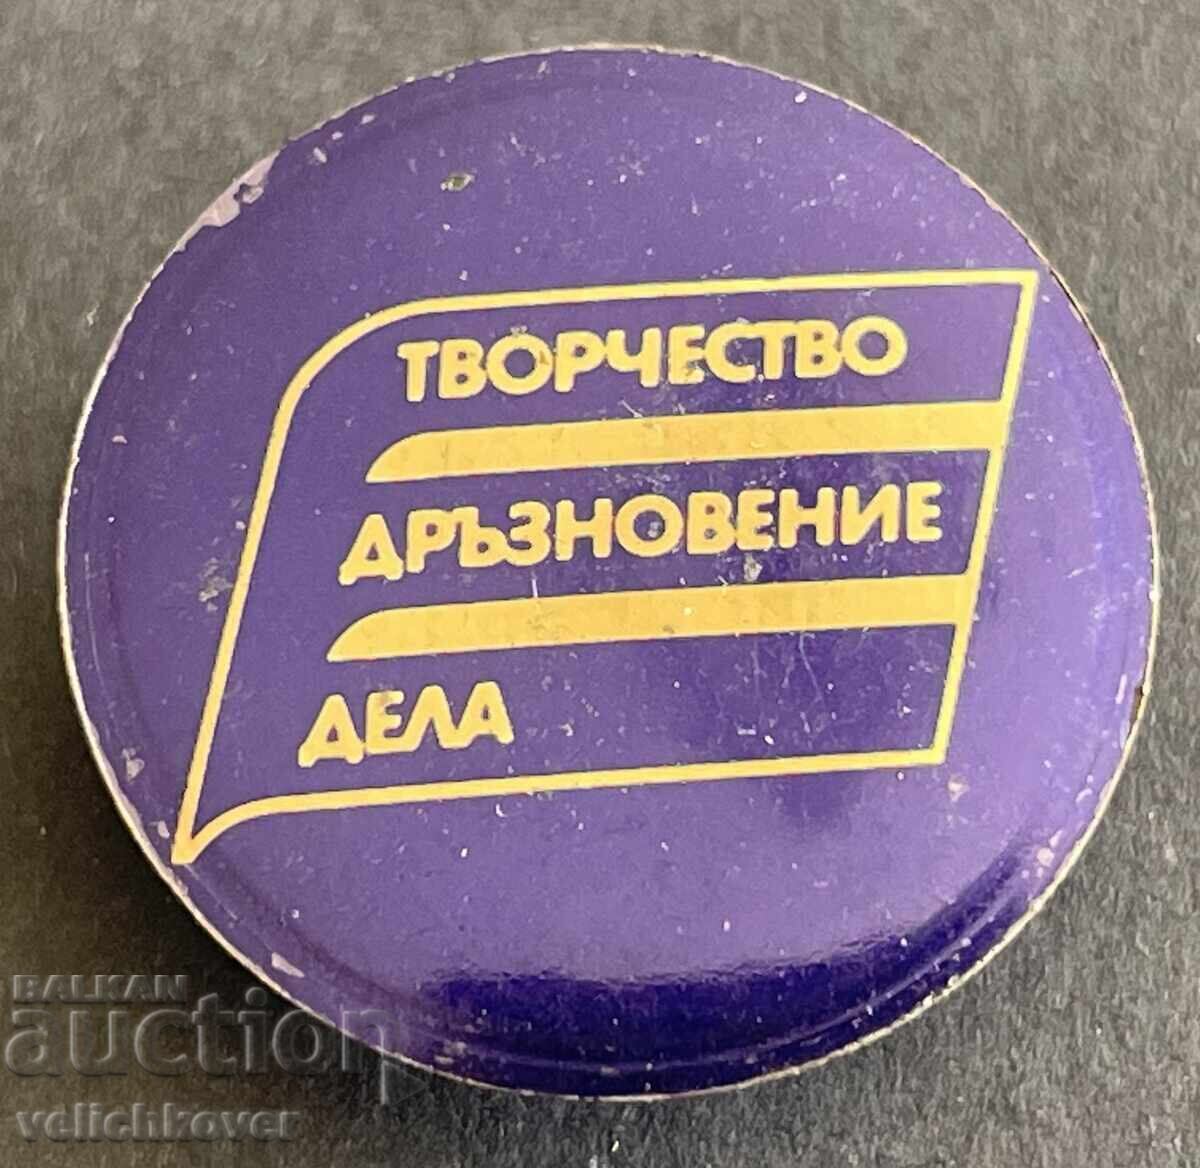 ТВОРЧЕСТВО
ДРЪЗНОВЕНИЕ
ДЕЛА
BALKAN
auction
velichkover